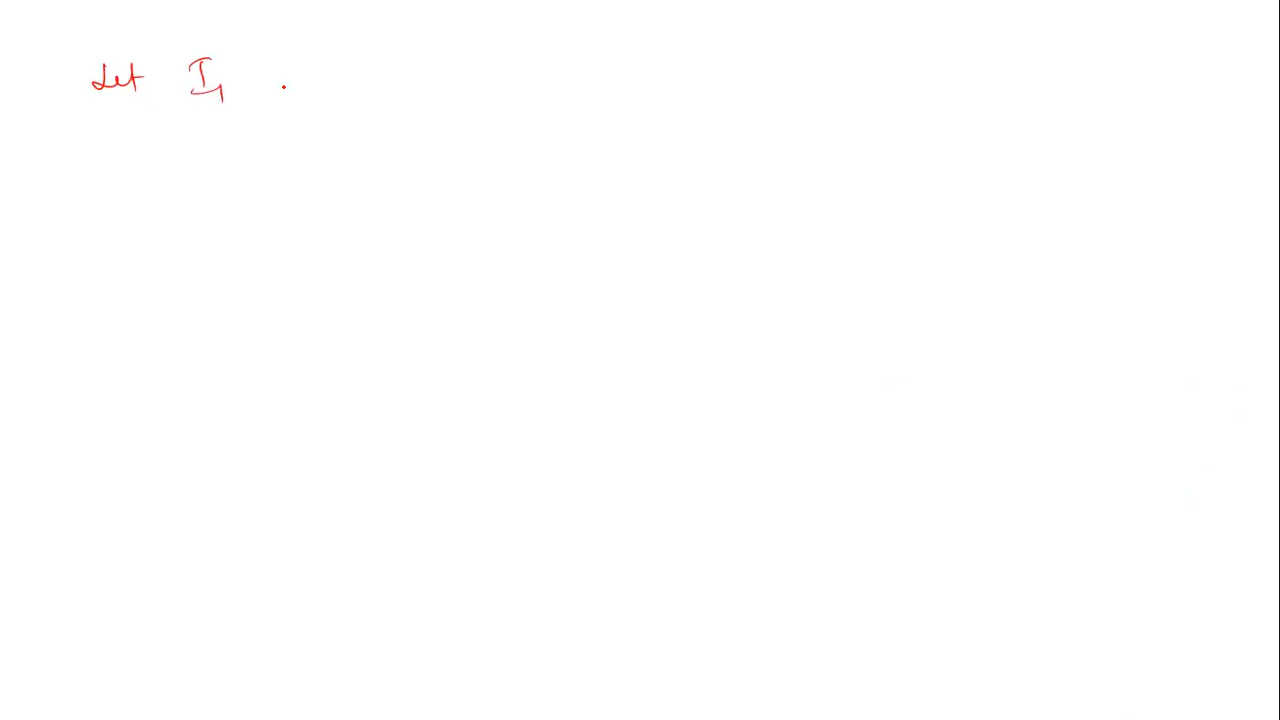 Let I₁ .